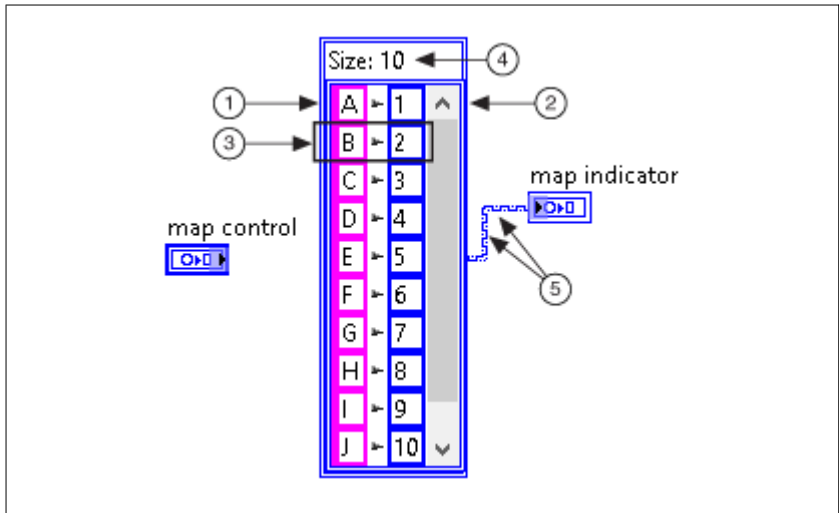 Size: 10
4
1
A 1
2
3
B 2
C 3
map indicator
D 4
map control
E 5
5
F 6
G 7
H 8
I 9
J 10